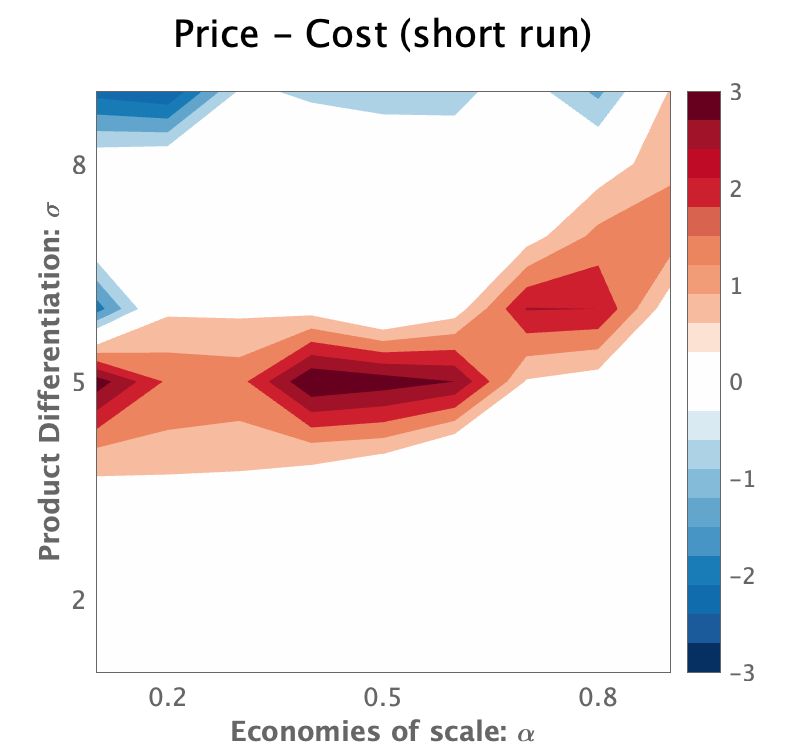 Price – Cost (short run)
3
2
1
0
−1
−2
−3
8
5
2
Product Differentiation: σ
0.2 0.5 0.8
Economies of scale: α